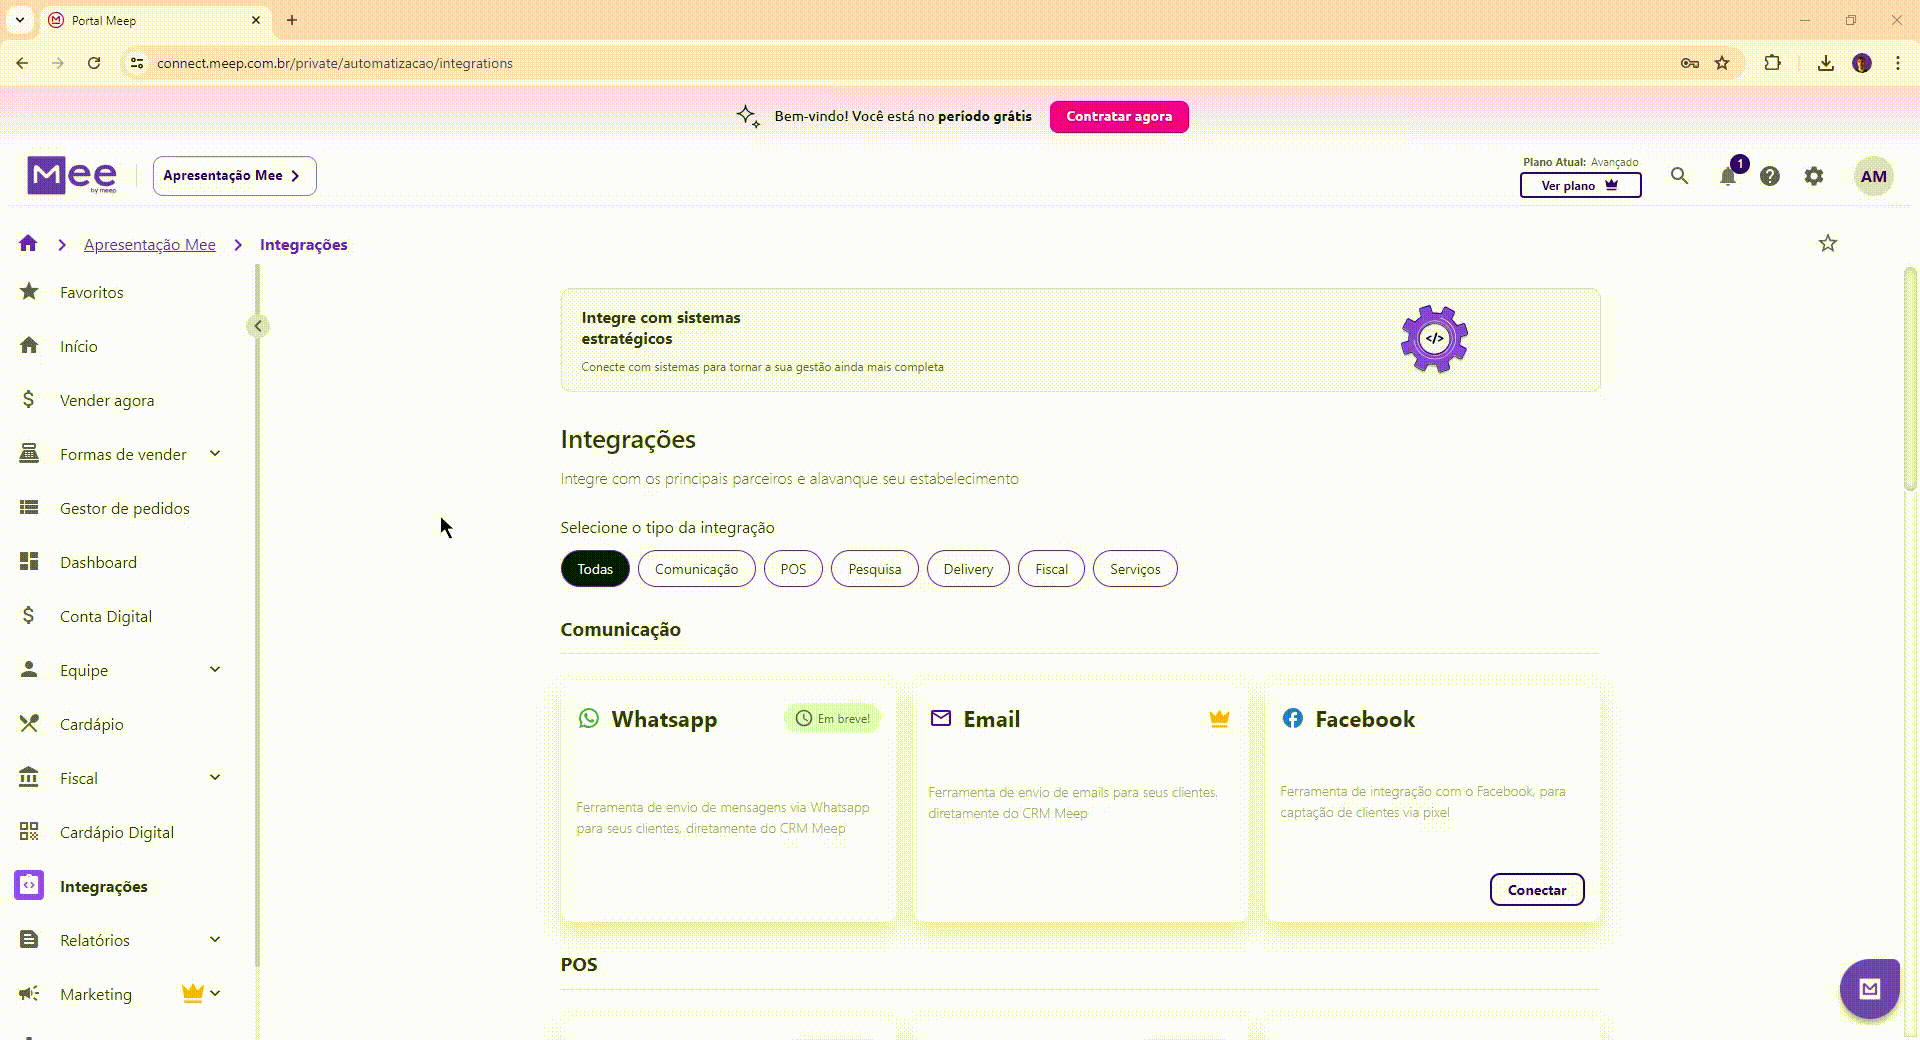 Portal Meep
connect.meep.com.br/private/automatizacao/integrations
Bem-vindo! Você está no período grátis
Contratar agora
Mee
by meep
Apresentação Mee
Plano Atual: Avançado
Ver plano
1
AM
Apresentação Mee
Integrações
Favoritos
Início
Vender agora
Formas de vender
Gestor de pedidos
Dashboard
Conta Digital
Equipe
Cardápio
Fiscal
Cardápio Digital
Integrações
Relatórios
Marketing
Integre com sistemas
estratégicos
Conecte com sistemas para tornar a sua gestão ainda mais completa
Integrações
Integre com os principais parceiros e alavanque seu estabelecimento
Selecione o tipo da integração
Todas
Comunicação
POS
Pesquisa
Delivery
Fiscal
Serviços
Comunicação
Whatsapp
Em breve!
Ferramenta de envio de mensagens via Whatsapp
para seus clientes, diretamente do CRM Meep
Email
Ferramenta de envio de emails para seus clientes,
diretamente do CRM Meep
Facebook
Ferramenta de integração com o Facebook, para
captação de clientes via pixel
Conectar
POS